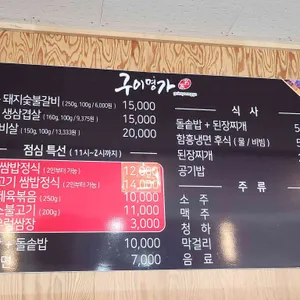 구이명가
돼지숯불갈비 (250g, 100g / 6,000원) 15,000
생삼겹살 (160g, 100g / 9,375원) 15,000
비살 (150g, 100g / 13,333원) 20,000
점심 특선 (11시~2시까지)
쌈밥정식 (2인부터 가능) 12,000
고기 쌈밥정식 (2인부터 가능) 14,000
제육볶음 (250g) 10,000
불고기 (200g) 11,000
쌈장 3,000
+ 돌솥밥 10,000
면 7,000
식 사
돌솥밥 + 된장찌개
함흥냉면 후식 ( 물 / 비빔 )
된장찌개
공기밥
주 류
소 주
맥 주
청 하
막걸리
음 료